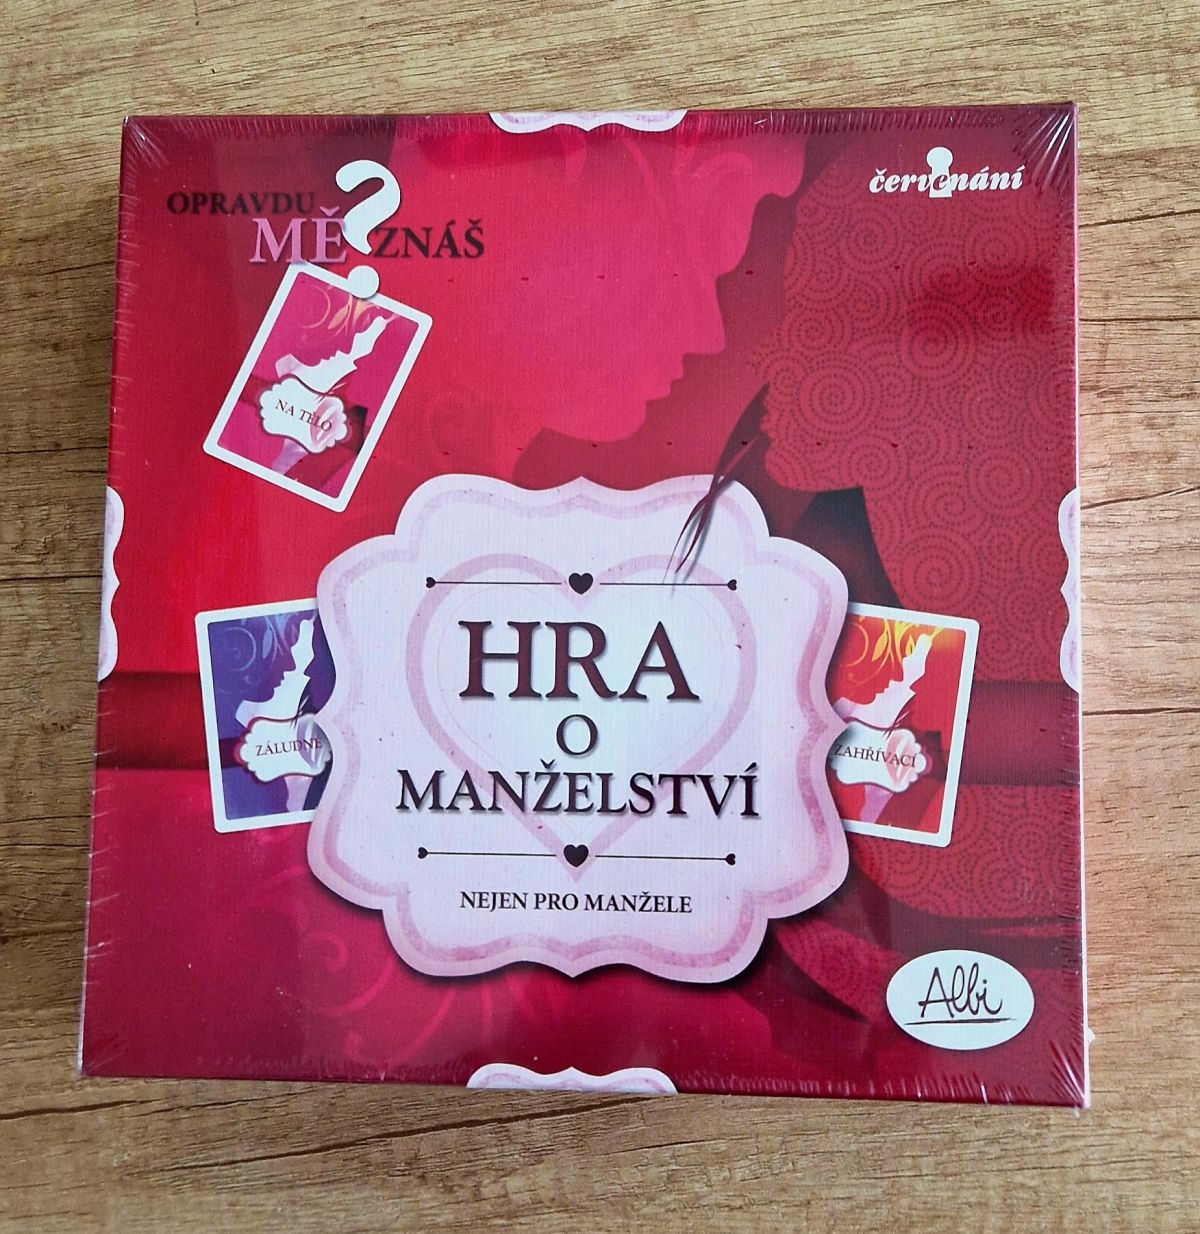 OPRAVDU
MĚ ZNÁŠ?
červenání
NA TĚLO
HRA
O
MANŽELSTVÍ
NEJEN PRO MANŽELE
ZÁLUDNÉ
ZAHŘÍVACÍ
Albi